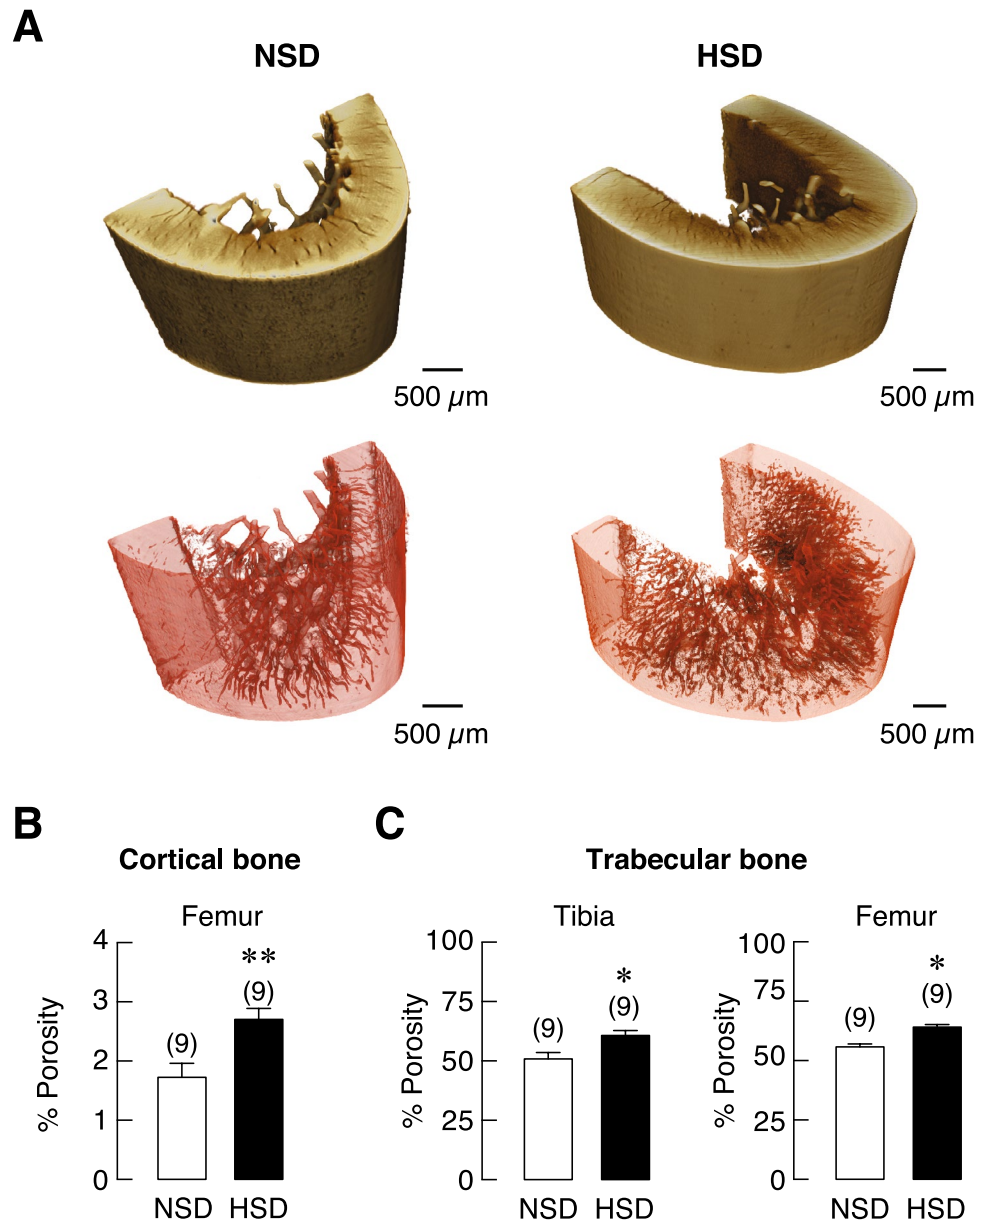 A
NSD
HSD
500 µm
500 µm
500 µm
500 µm
B
C
Cortical bone
Trabecular bone
Femur
Tibia
Femur
% Porosity
4
3
2
1
0
(9)
**
(9)
NSD HSD
% Porosity
100
75
50
25
0
(9)
*
(9)
NSD HSD
% Porosity
100
75
50
25
0
(9)
*
(9)
NSD HSD